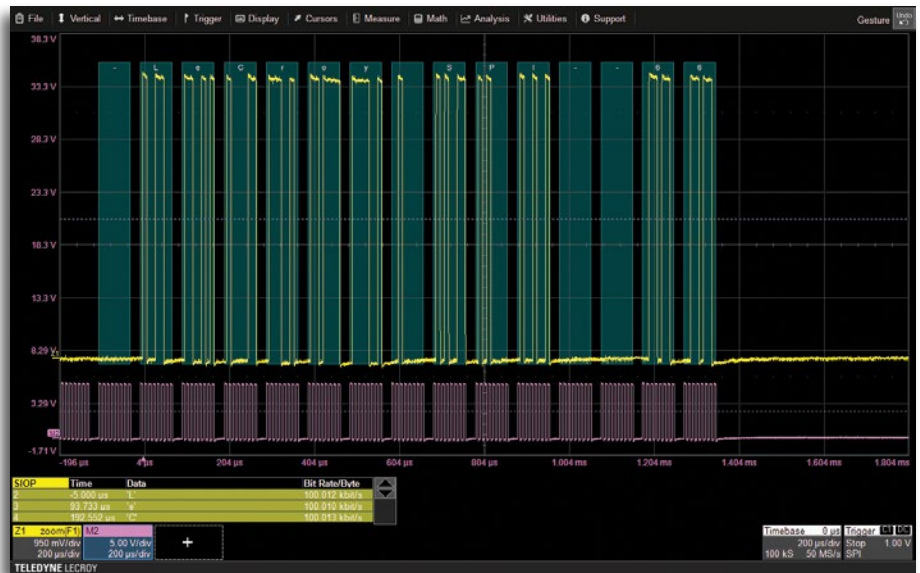 File Vertical Timebase Trigger Display Cursors Measure Math Analysis Utilities Support Gesture Undo
38.3 V
- L e C r o y S P I - - 6 6
33.3 V
28.3 V
23.3 V
18.3 V
13.3 V
8.29 V
3.29 V
M2
-1.71 V
-196 µs 4 µs 204 µs 404 µs 604 µs 804 µs 1.004 ms 1.204 ms 1.404 ms 1.604 ms 1.804 ms
SIOP Time Data Bit Rate/Byte
2 -5.000 µs 'L' 100.012 kbit/s
3 93.733 µs 'e' 100.010 kbit/s
4 192.552 µs 'C' 100.013 kbit/s
Z1 zoom(F1) M2 Timebase 0 µs Trigger C1 DC
950 mV/div 5.00 V/div + 200 µs/div Stop 1.00 V
200 µs/div 200 µs/div 100 kS 50 MS/s SPI
TELEDYNE LECROY